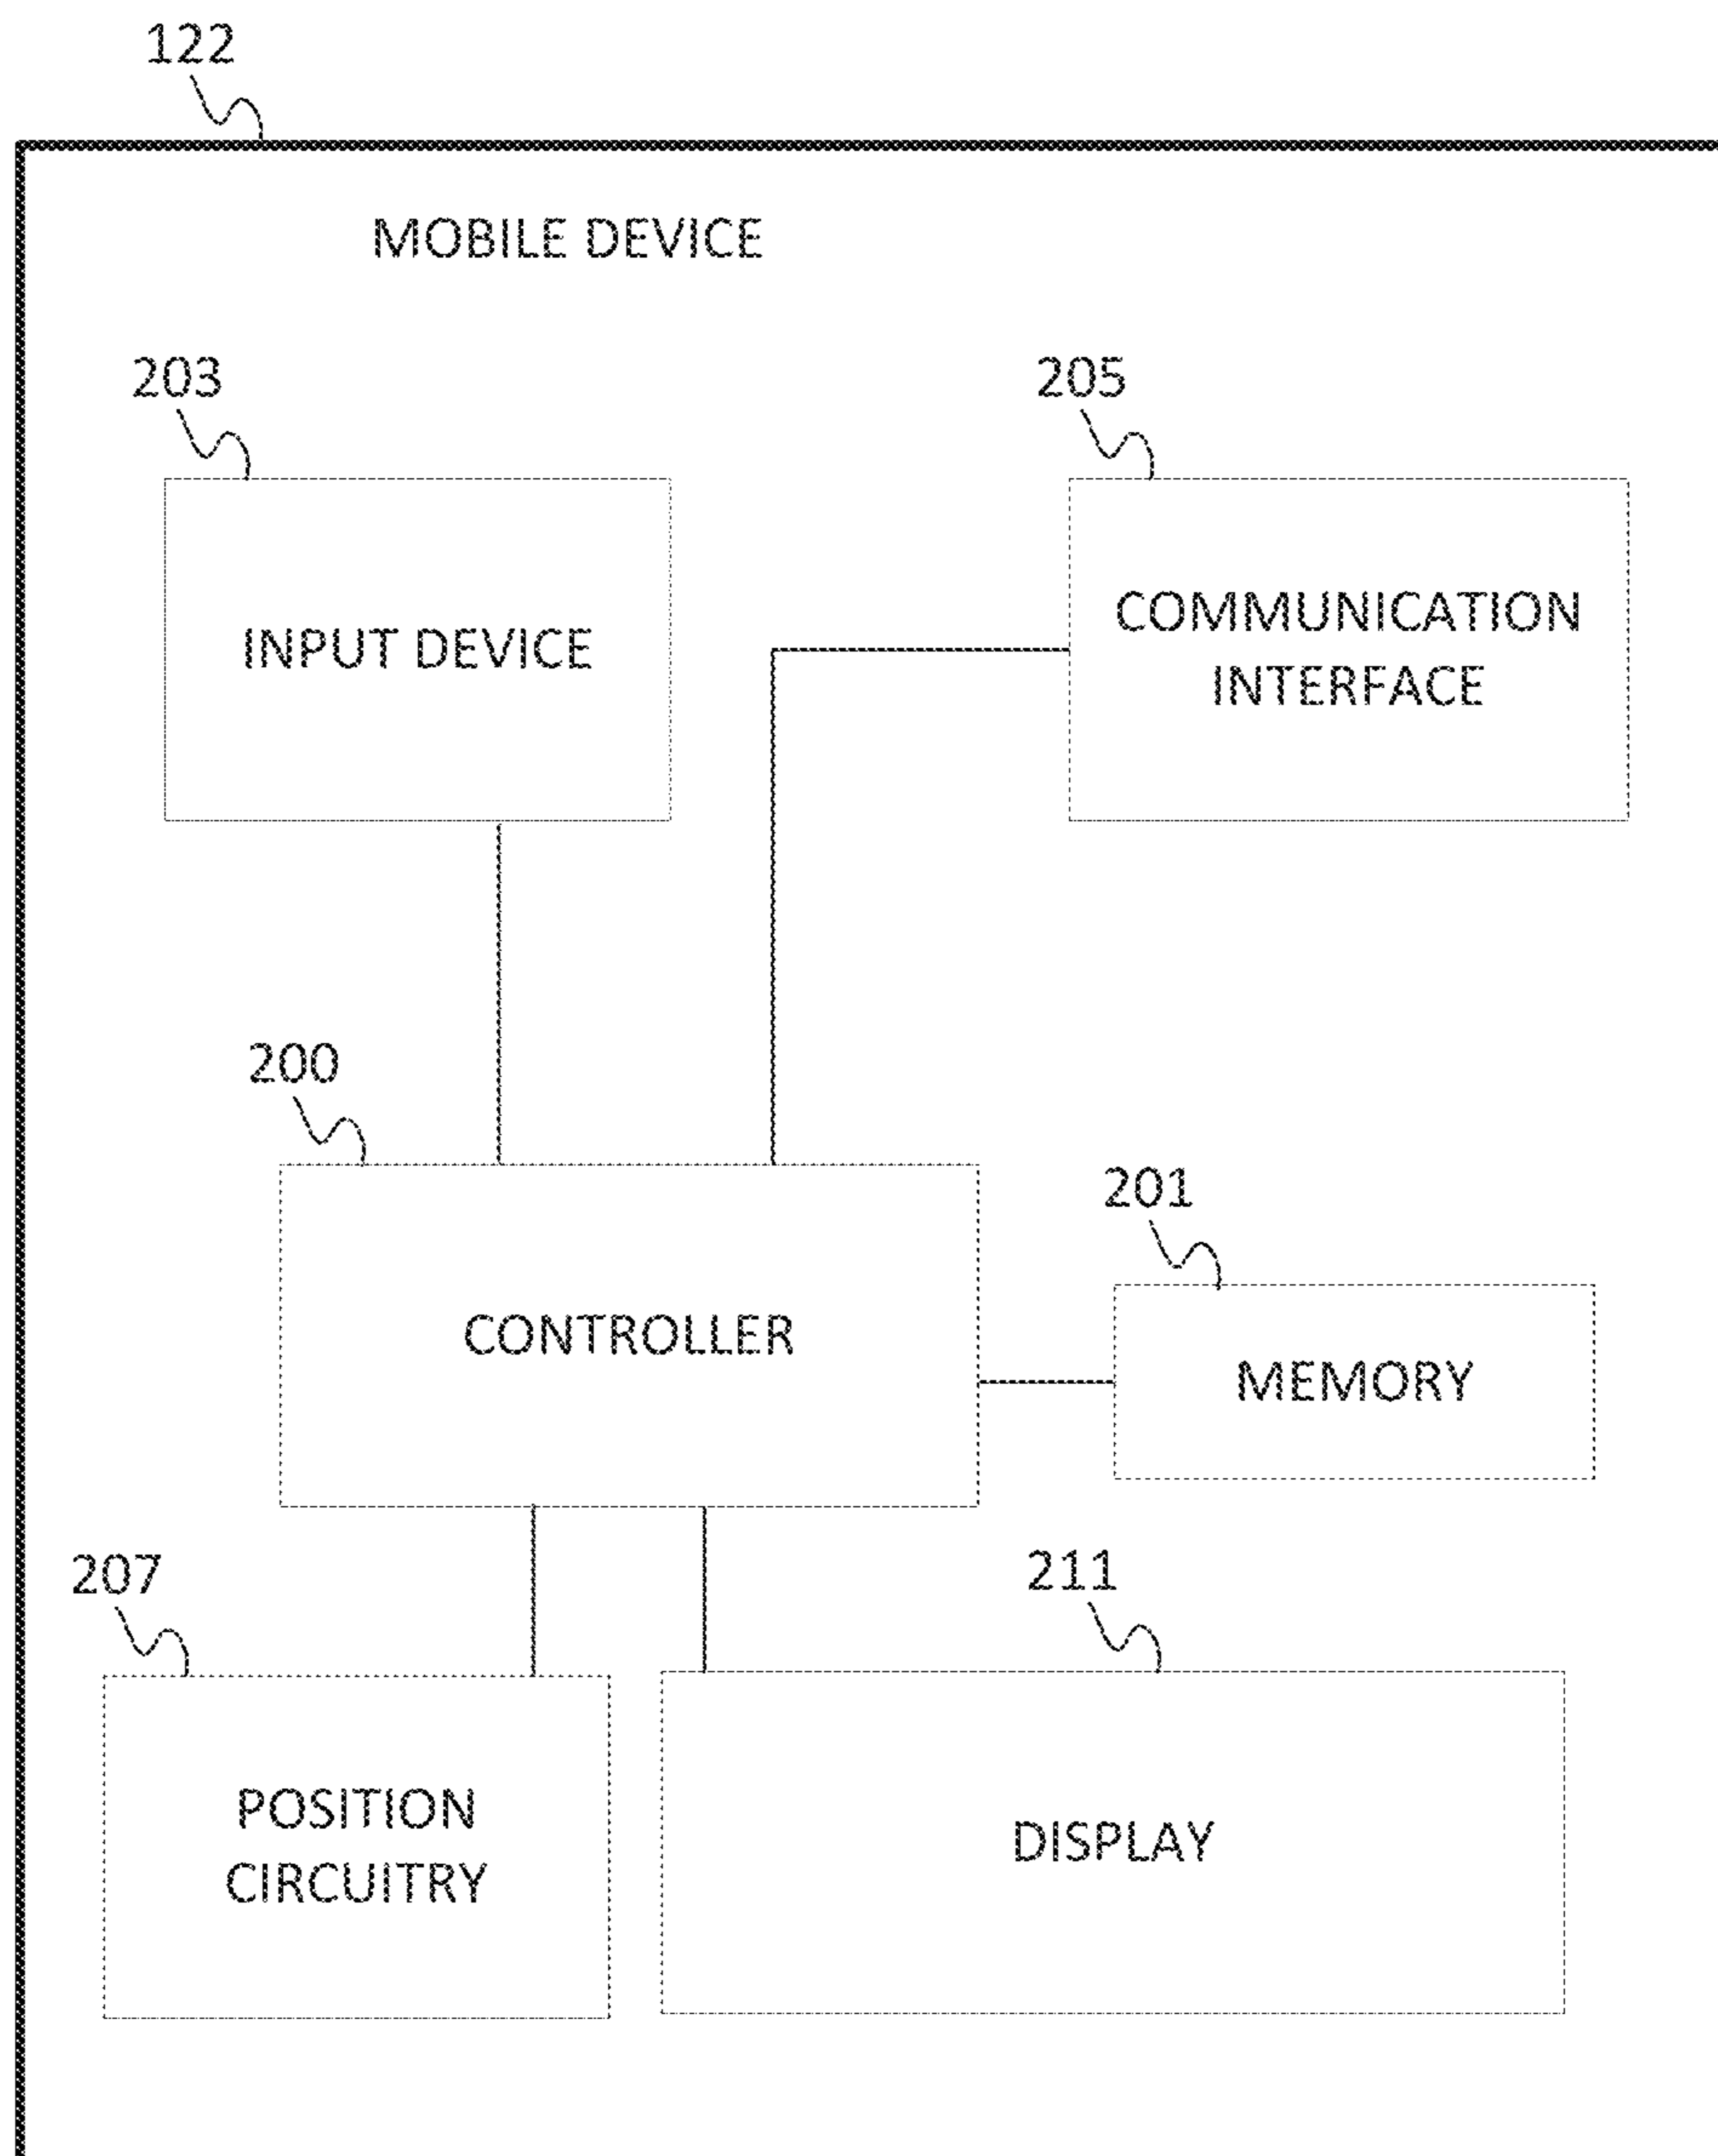 122
MOBILE DEVICE
203
205
INPUT DEVICE
COMMUNICATION
INTERFACE
200
201
CONTROLLER
MEMORY
207
211
POSITION
CIRCUITRY
DISPLAY